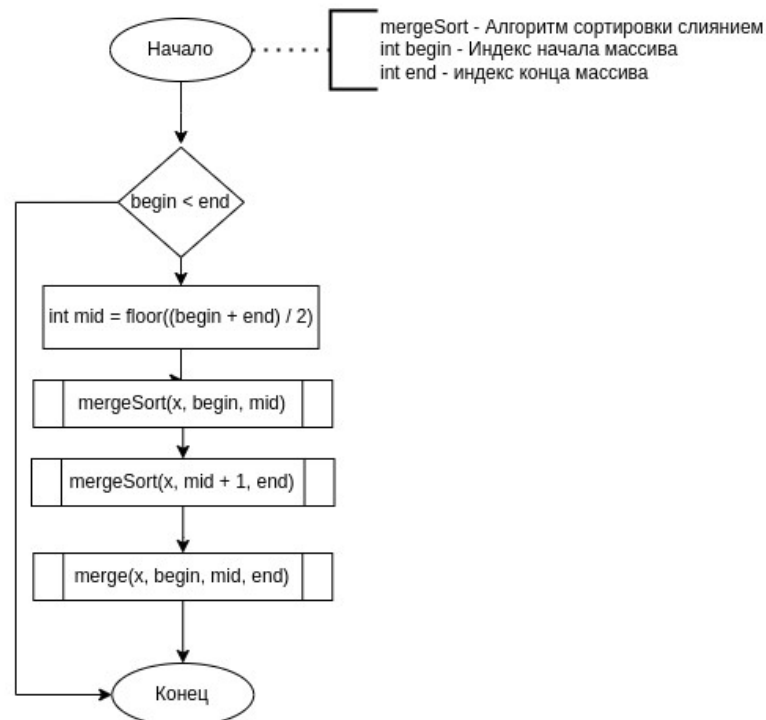 Начало
mergeSort - Алгоритм сортировки слиянием
int begin - Индекс начала массива
int end - индекс конца массива
begin < end
int mid = floor((begin + end) / 2)
mergeSort(x, begin, mid)
mergeSort(x, mid + 1, end)
merge(x, begin, mid, end)
Конец